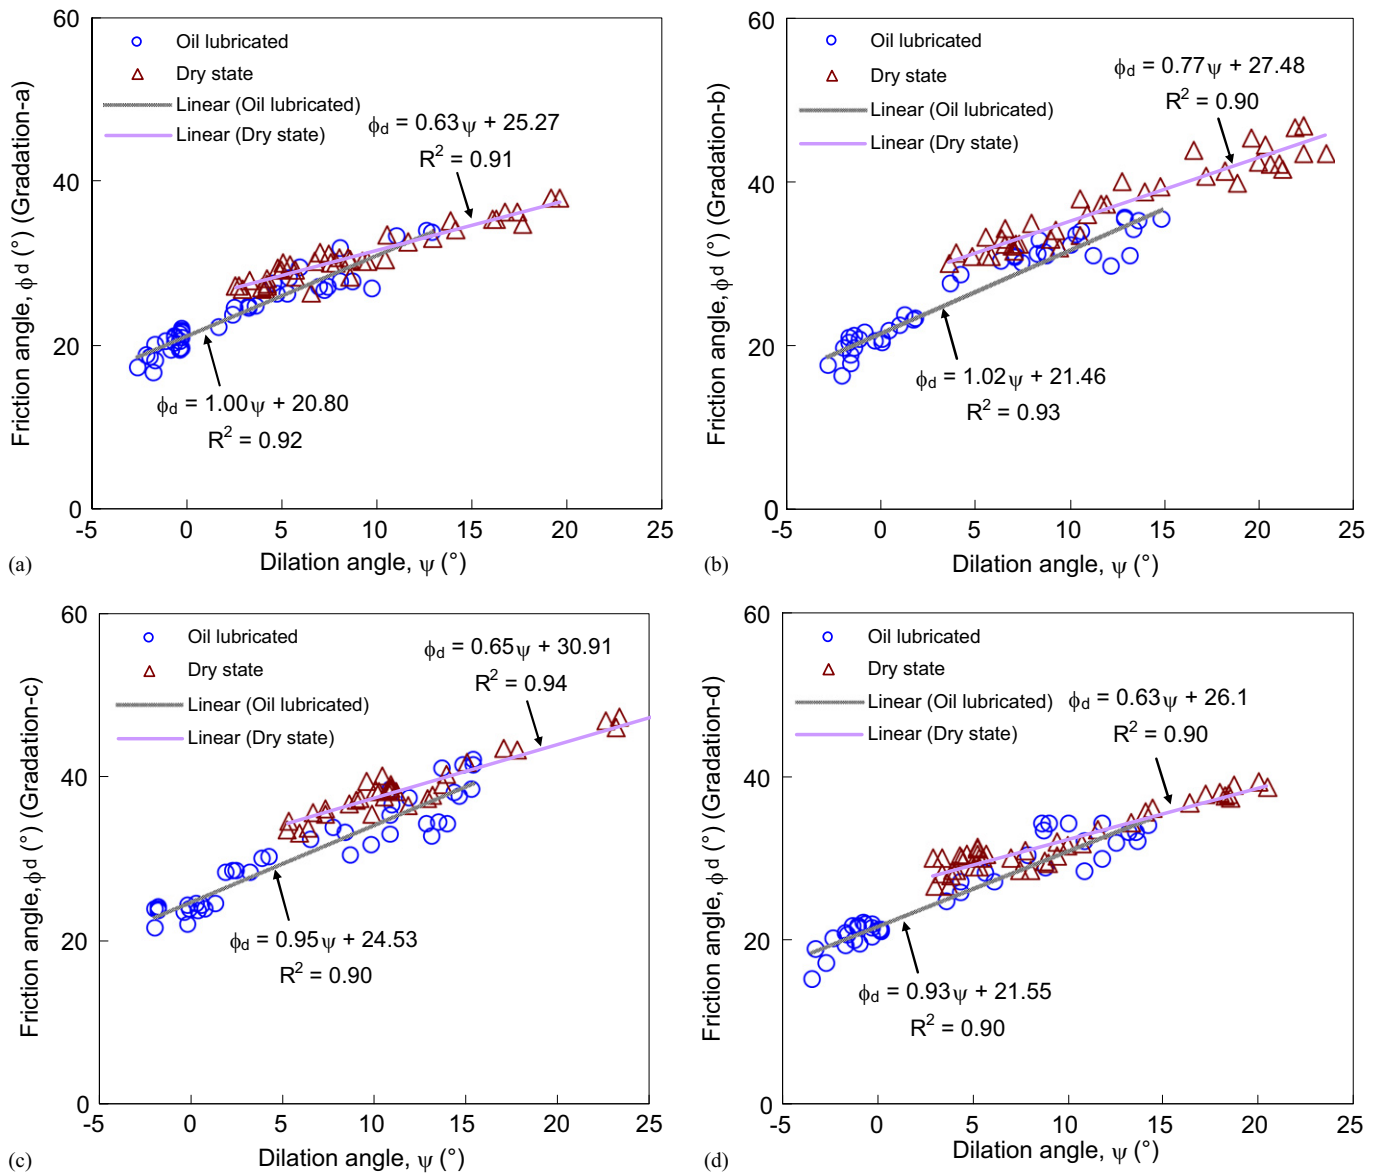 60
40
20
0
Friction angle, ϕ d (°) (Gradation-a)
Oil lubricated
Dry state
Linear (Oil lubricated)
Linear (Dry state)
ϕd = 0.63ψ + 25.27
R² = 0.91
ϕd = 1.00ψ + 20.80
R² = 0.92
-5 0 5 10 15 20 25
Dilation angle, ψ (°)
(a)
60
40
20
0
Friction angle, ϕ d (°) (Gradation-b)
Oil lubricated
Dry state
Linear (Oil lubricated)
Linear (Dry state)
ϕd = 0.77ψ + 27.48
R² = 0.90
ϕd = 1.02ψ + 21.46
R² = 0.93
-5 0 5 10 15 20 25
Dilation angle, ψ (°)
(b)
60
40
20
0
Friction angle, ϕ d (°) (Gradation-c)
Oil lubricated
Dry state
Linear (Oil lubricated)
Linear (Dry state)
ϕd = 0.65ψ + 30.91
R² = 0.94
ϕd = 0.95ψ + 24.53
R² = 0.90
-5 0 5 10 15 20 25
Dilation angle, ψ (°)
(c)
60
40
20
0
Friction angle, ϕ d (°) (Gradation-d)
Oil lubricated
Dry state
Linear (Oil lubricated)
Linear (Dry state)
ϕd = 0.63ψ + 26.1
R² = 0.90
ϕd = 0.93ψ + 21.55
R² = 0.90
-5 0 5 10 15 20 25
Dilation angle, ψ (°)
(d)